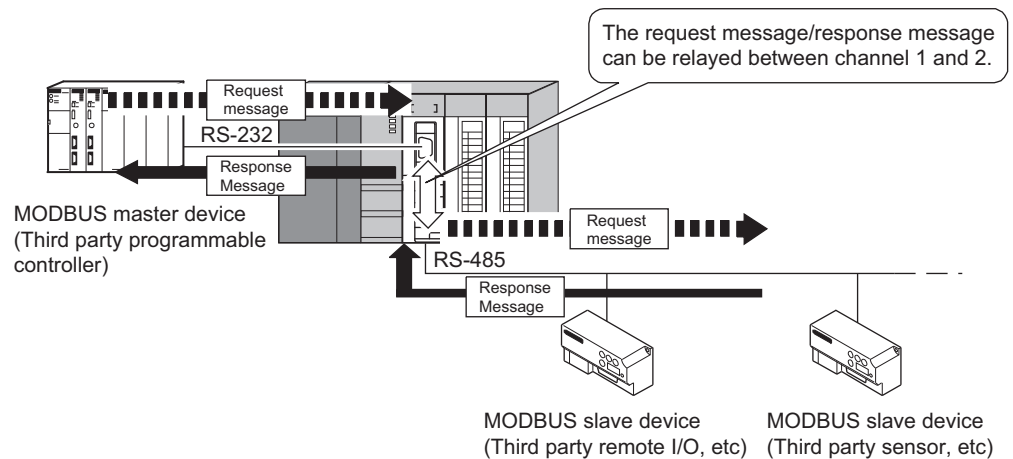 The request message/response message
can be relayed between channel 1 and 2.
Request
message
RS-232
Response
Message
MODBUS master device
(Third party programmable
controller)
Request
message
RS-485
Response
Message
MODBUS slave device
(Third party remote I/O, etc)
MODBUS slave device
(Third party sensor, etc)